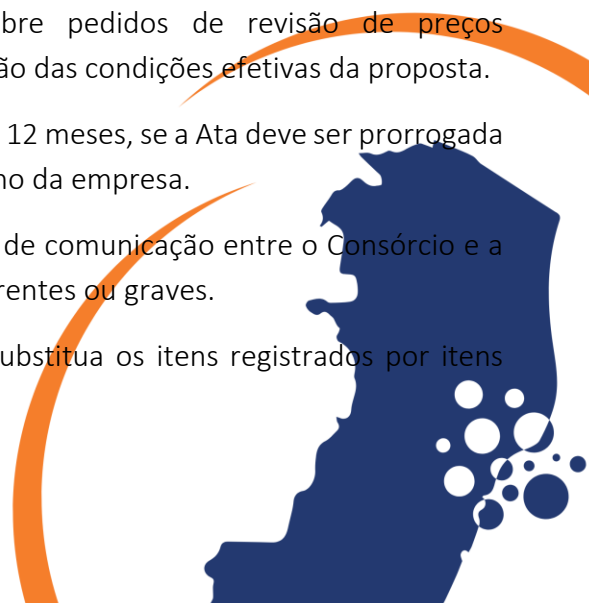 bre pedidos de revisão de preços
ão das condições efetivas da proposta.
12 meses, se a Ata deve ser prorrogada
no da empresa.
de comunicação entre o Consórcio e a
rentes ou graves.
ubstitua os itens registrados por itens